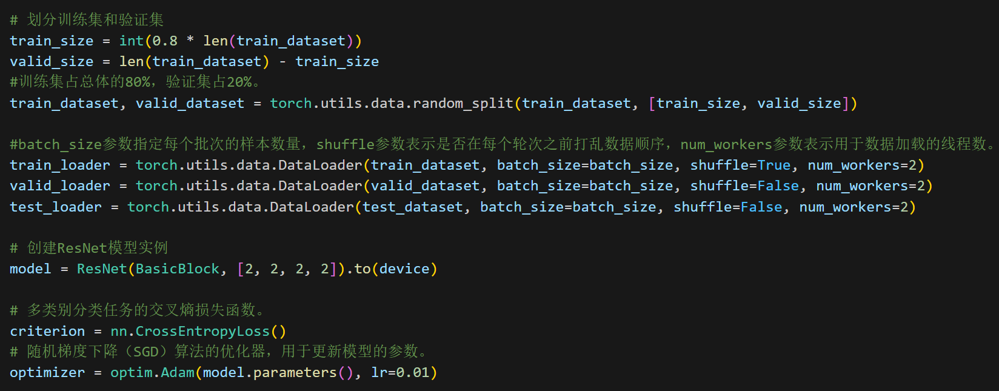 # 划分训练集和验证集
train_size = int(0.8 * len(train_dataset))
valid_size = len(train_dataset) - train_size
#训练集占总体的80%，验证集占20%。
train_dataset, valid_dataset = torch.utils.data.random_split(train_dataset, [train_size, valid_size])
#batch_size参数指定每个批次的样本数量，shuffle参数表示是否在每个轮次之前打乱数据顺序，num_workers参数表示用于数据加载的线程数。
train_loader = torch.utils.data.DataLoader(train_dataset, batch_size=batch_size, shuffle=True, num_workers=2)
valid_loader = torch.utils.data.DataLoader(valid_dataset, batch_size=batch_size, shuffle=False, num_workers=2)
test_loader = torch.utils.data.DataLoader(test_dataset, batch_size=batch_size, shuffle=False, num_workers=2)
# 创建ResNet模型实例
model = ResNet(BasicBlock, [2, 2, 2, 2]).to(device)
# 多类别分类任务的交叉熵损失函数。
criterion = nn.CrossEntropyLoss()
# 随机梯度下降（SGD）算法的优化器，用于更新模型的参数。
optimizer = optim.Adam(model.parameters(), lr=0.01)